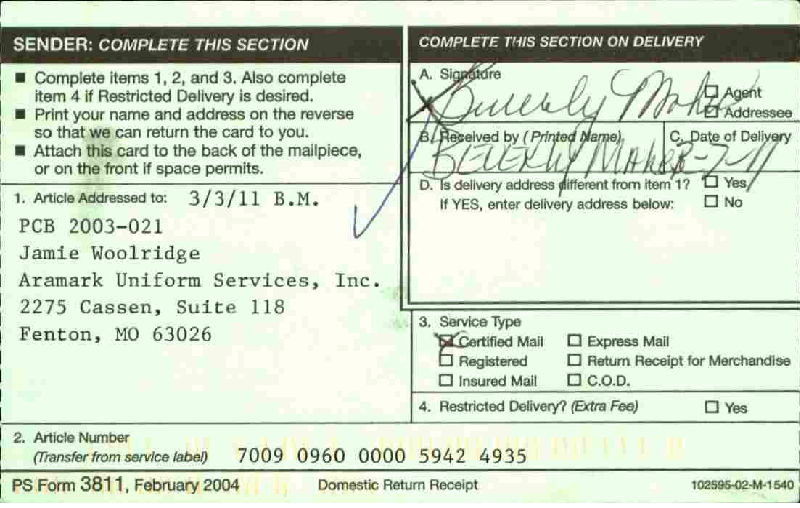 SENDER: COMPLETE THIS SECTION
■ Complete items 1, 2, and 3. Also complete
item 4 if Restricted Delivery is desired.
■ Print your name and address on the reverse
so that we can return the card to you.
■ Attach this card to the back of the mailpiece,
or on the front if space permits.
1. Article Addressed to: 3/3/11 B.M.
PCB 2003-021
Jamie Woolridge
Aramark Uniform Services, Inc.
2275 Cassen, Suite 118
Fenton, MO 63026
2. Article Number
(Transfer from service label) 7009 0960 0000 5942 4935
COMPLETE THIS SECTION ON DELIVERY
A. Signature
Beverly
☐ Agent
☐ Addressee
B. Received by (Printed Name)
C. Date of Delivery
BEVERLY MAHER 3-7-11
D. Is delivery address different from item 1? ☐ Yes
If YES, enter delivery address below: ☐ No
3. Service Type
☒ Certified Mail ☐ Express Mail
☐ Registered ☐ Return Receipt for Merchandise
☐ Insured Mail ☐ C.O.D.
4. Restricted Delivery? (Extra Fee) ☐ Yes
PS Form 3811, February 2004 Domestic Return Receipt 102595-02-M-1540